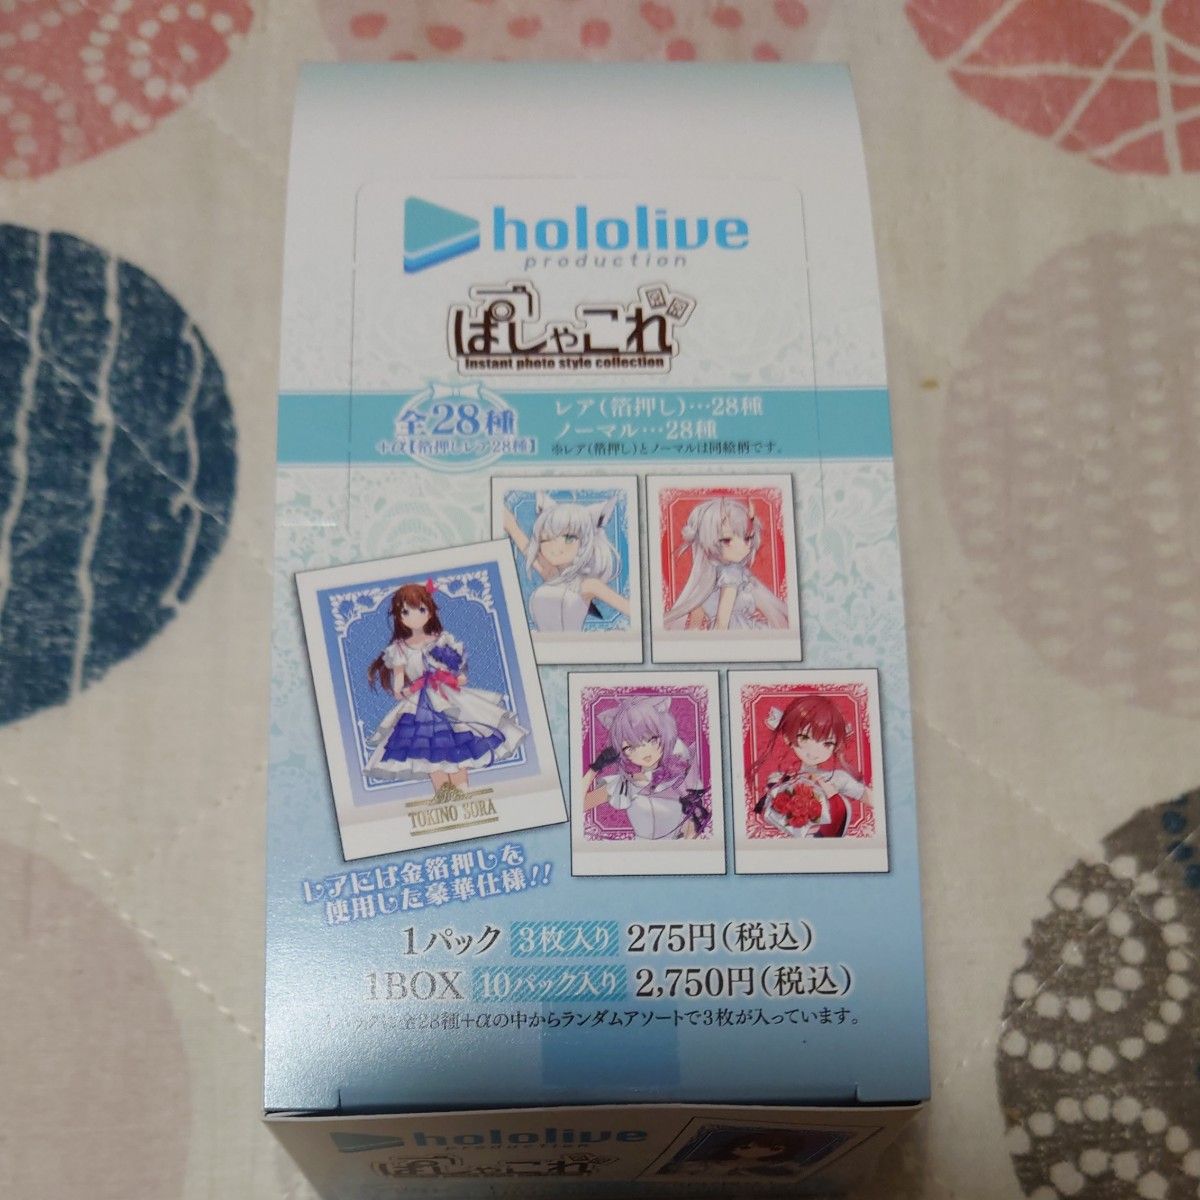 hololive
production
ぱしゃこれ
instant photo style collection
全28種
+α【箔押しレア28種】
レア(箔押し)…28種
ノーマル…28種
※レア(箔押し)とノーマルは同絵柄です。
TOKINO SORA
レアには金箔押しを
使用した豪華仕様!!
1パック 3枚入り 275円(税込)
1BOX 10パック入り 2,750円(税込)
全28種+αの中からランダムアソートで3枚が入っています。
hololive
production
ぱしゃこれ